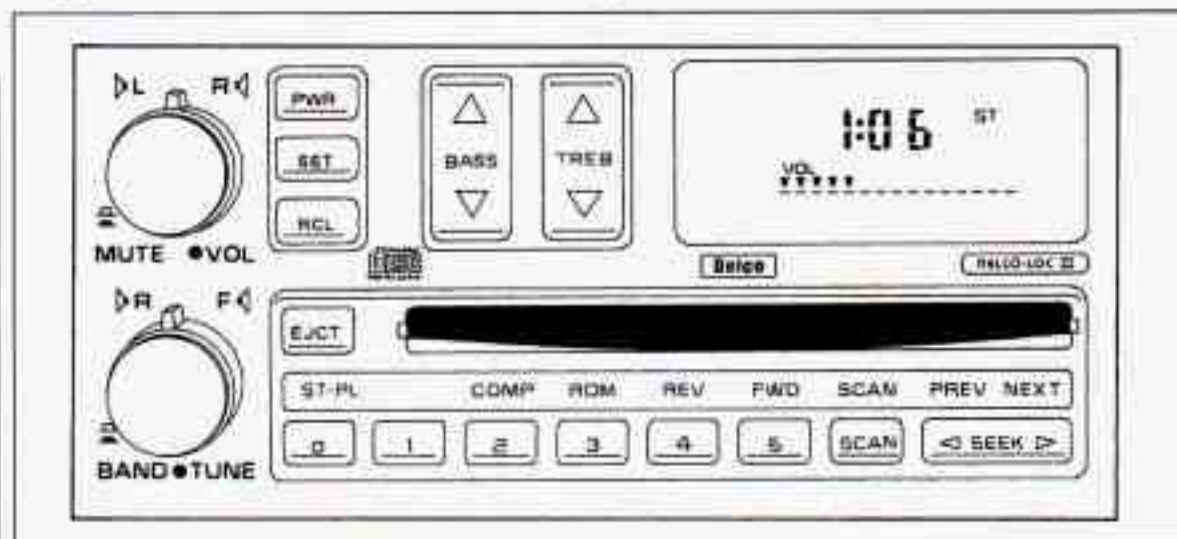 L R
PWR
SET
RCL
BASS
TREB
1:06 ST
VOL
MUTE •VOL
Delco
R F
EJCT
ST-PL COMP RDM REV FWD SCAN PREV NEXT
0 1 2 3 4 5 SCAN ◁ SEEK ▷
BAND•TUNE